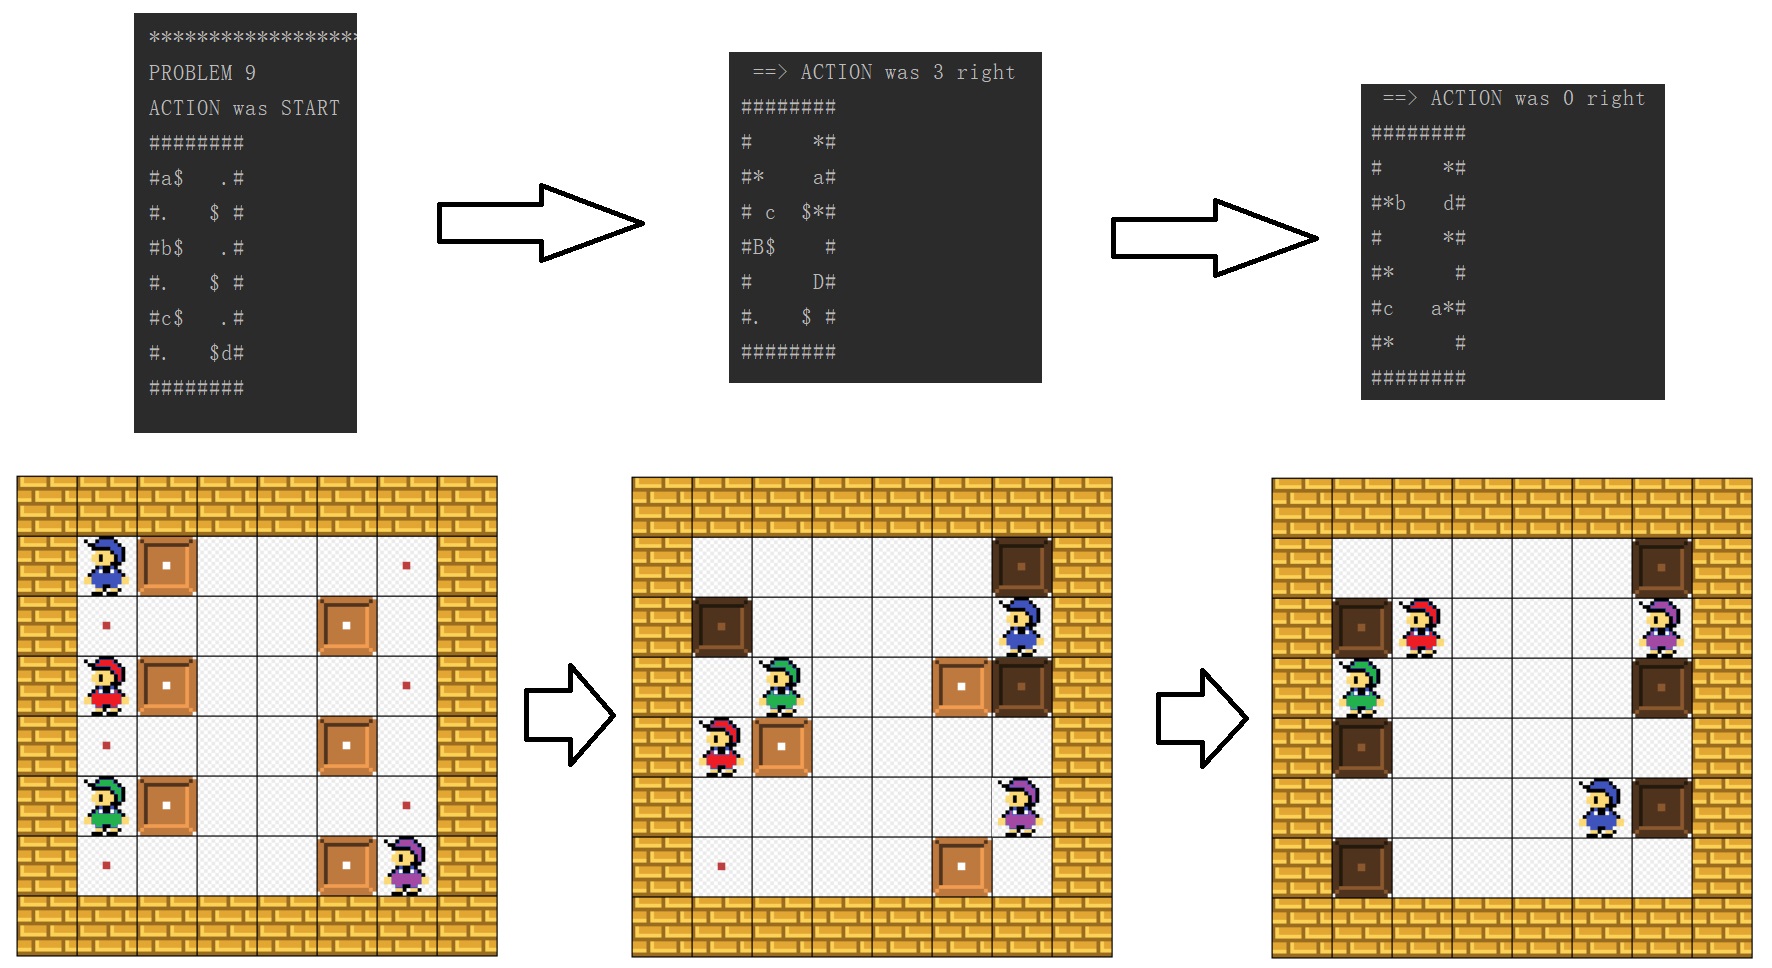 ******************
PROBLEM 9
ACTION was START
########
#a$   .#
#.   $ #
#b$   .#
#.   $ #
#c$   .#
#.   $d#
########
==> ACTION was 3 right
########
#     *#
#*    a#
# c  $*#
#B$    #
#     D#
#.   $ #
########
==> ACTION was 0 right
########
#     *#
#*b   d#
#     *#
#*     #
#c   a*#
#*     #
########